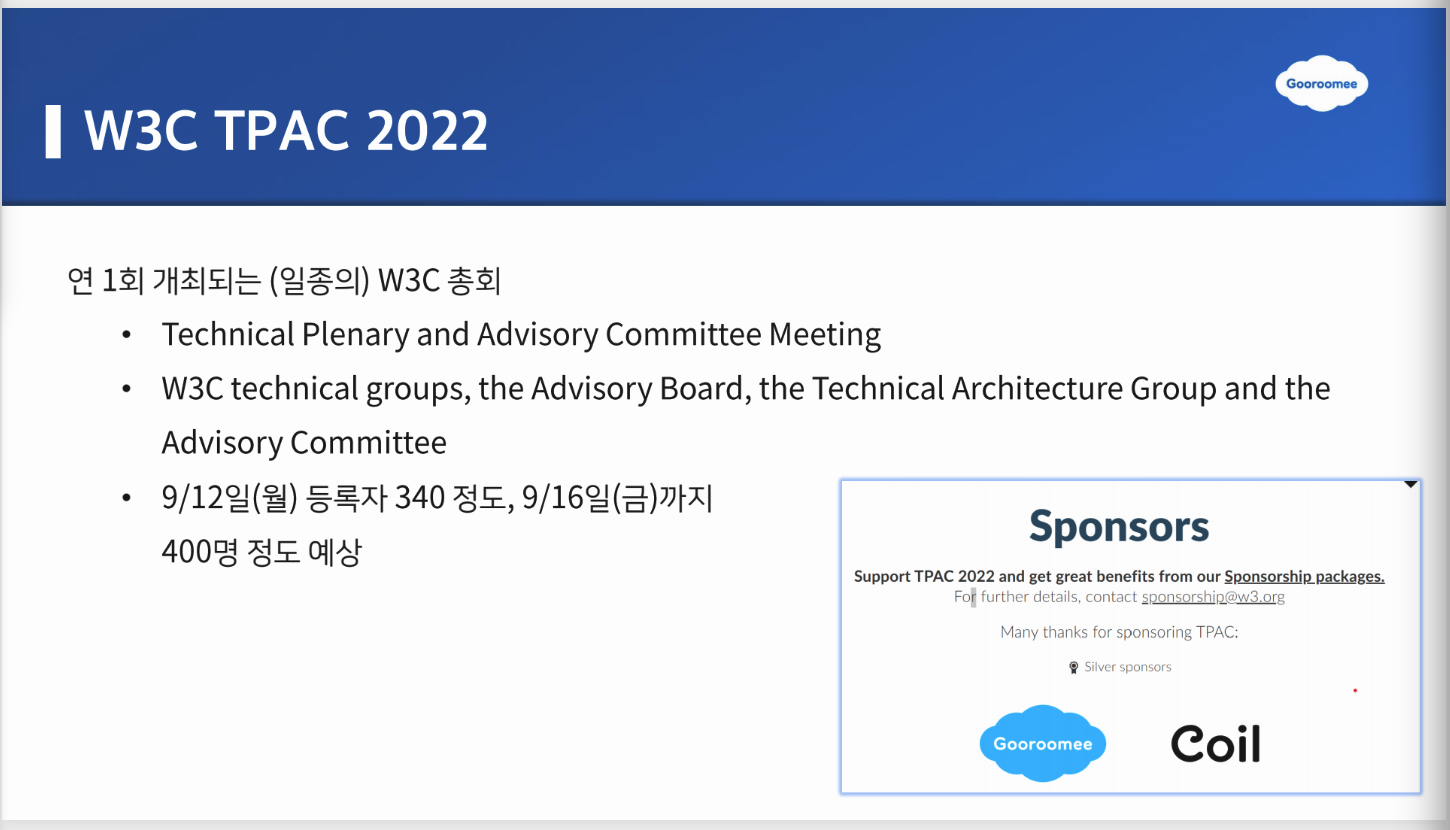 Gooroomee
W3C TPAC 2022
연 1회 개최되는 (일종의) W3C 총회
• Technical Plenary and Advisory Committee Meeting
• W3C technical groups, the Advisory Board, the Technical Architecture Group and the
Advisory Committee
• 9/12일(월) 등록자 340 정도, 9/16일(금)까지
400명 정도 예상
Sponsors
Support TPAC 2022 and get great benefits from our Sponsorship packages.
For further details, contact sponsorship@w3.org
Many thanks for sponsoring TPAC:
Silver sponsors
Gooroomee
Coil